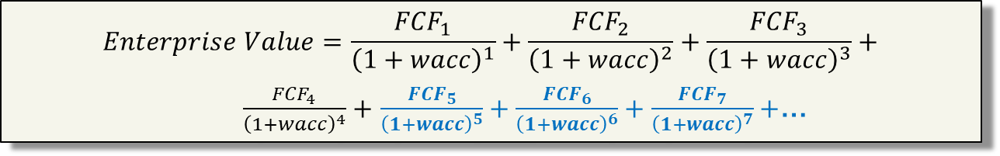 Enterprise Value = FCF₁/(1 + wacc)¹ + FCF₂/(1 + wacc)² + FCF₃/(1 + wacc)³ +
FCF₄/(1+wacc)⁴ + FCF₅/(1+wacc)⁵ + FCF₆/(1+wacc)⁶ + FCF₇/(1+wacc)⁷ +...